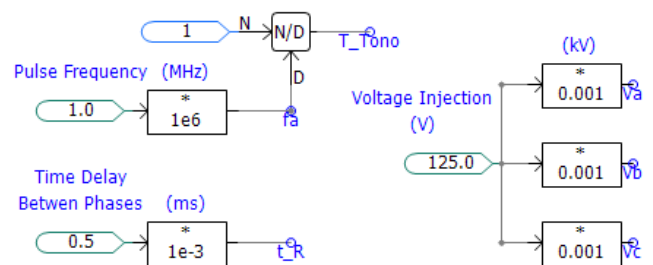 1
N
N/D
T_Tono
D
Pulse Frequency (MHz)
1.0
*
1e6
fa
Time Delay
Betwen Phases (ms)
0.5
*
1e-3
t_R
(kV)
Voltage Injection
(V)
125.0
*
0.001
Va
*
0.001
Vb
*
0.001
Vc